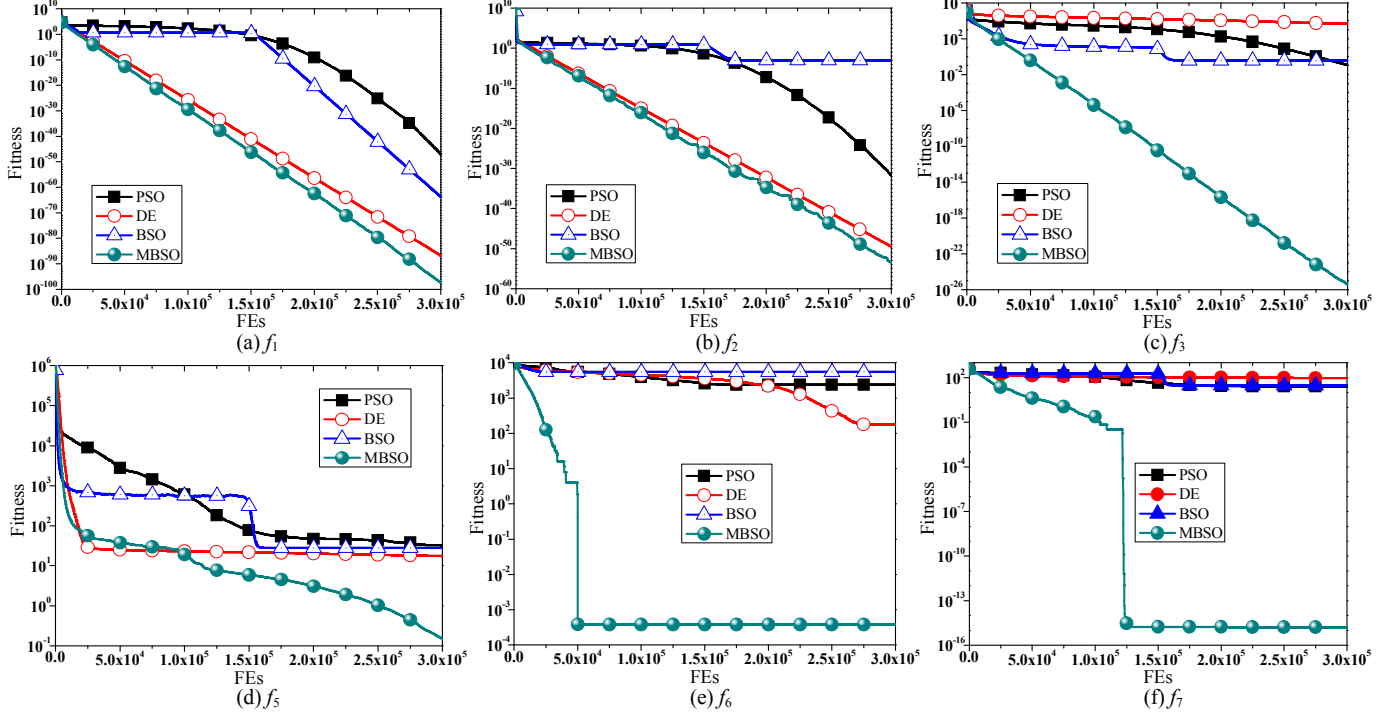 10^10
10^0
10^-10
10^-20
10^-30
10^-40
10^-50
10^-60
10^-70
10^-80
10^-90
10^-100
Fitness
PSO
DE
BSO
MBSO
0.0 5.0x10^4 1.0x10^5 1.5x10^5 2.0x10^5 2.5x10^5 3.0x10^5
FEs
(a) f1
10^10
10^0
10^-10
10^-20
10^-30
10^-40
10^-50
10^-60
Fitness
PSO
DE
BSO
MBSO
0.0 5.0x10^4 1.0x10^5 1.5x10^5 2.0x10^5 2.5x10^5 3.0x10^5
FEs
(b) f2
10^6
10^2
10^-2
10^-6
10^-10
10^-14
10^-18
10^-22
10^-26
Fitness
PSO
DE
BSO
MBSO
0.0 5.0x10^4 1.0x10^5 1.5x10^5 2.0x10^5 2.5x10^5 3.0x10^5
FEs
(c) f3
10^6
10^5
10^4
10^3
10^2
10^1
10^0
10^-1
Fitness
PSO
DE
BSO
MBSO
0.0 5.0x10^4 1.0x10^5 1.5x10^5 2.0x10^5 2.5x10^5 3.0x10^5
FEs
(d) f5
10^4
10^3
10^2
10^1
10^0
10^-1
10^-2
10^-3
10^-4
Fitness
PSO
DE
BSO
MBSO
0.0 5.0x10^4 1.0x10^5 1.5x10^5 2.0x10^5 2.5x10^5 3.0x10^5
FEs
(e) f6
10^2
10^-1
10^-4
10^-7
10^-10
10^-13
10^-16
Fitness
PSO
DE
BSO
MBSO
0.0 5.0x10^4 1.0x10^5 1.5x10^5 2.0x10^5 2.5x10^5 3.0x10^5
FEs
(f) f7